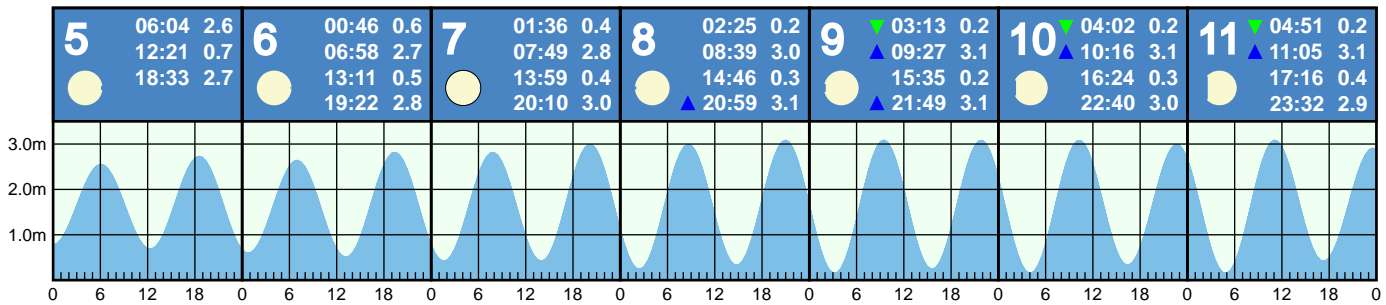 5 06:04 2.6
12:21 0.7
18:33 2.7
6 00:46 0.6
06:58 2.7
13:11 0.5
19:22 2.8
7 01:36 0.4
07:49 2.8
13:59 0.4
20:10 3.0
8 02:25 0.2
08:39 3.0
14:46 0.3
▲ 20:59 3.1
9 ▼ 03:13 0.2
▲ 09:27 3.1
15:35 0.2
▲ 21:49 3.1
10 ▼ 04:02 0.2
▲ 10:16 3.1
16:24 0.3
22:40 3.0
11 ▼ 04:51 0.2
▲ 11:05 3.1
17:16 0.4
23:32 2.9
3.0m
2.0m
1.0m
0 6 12 18 0 6 12 18 0 6 12 18 0 6 12 18 0 6 12 18 0 6 12 18 0 6 12 18 0